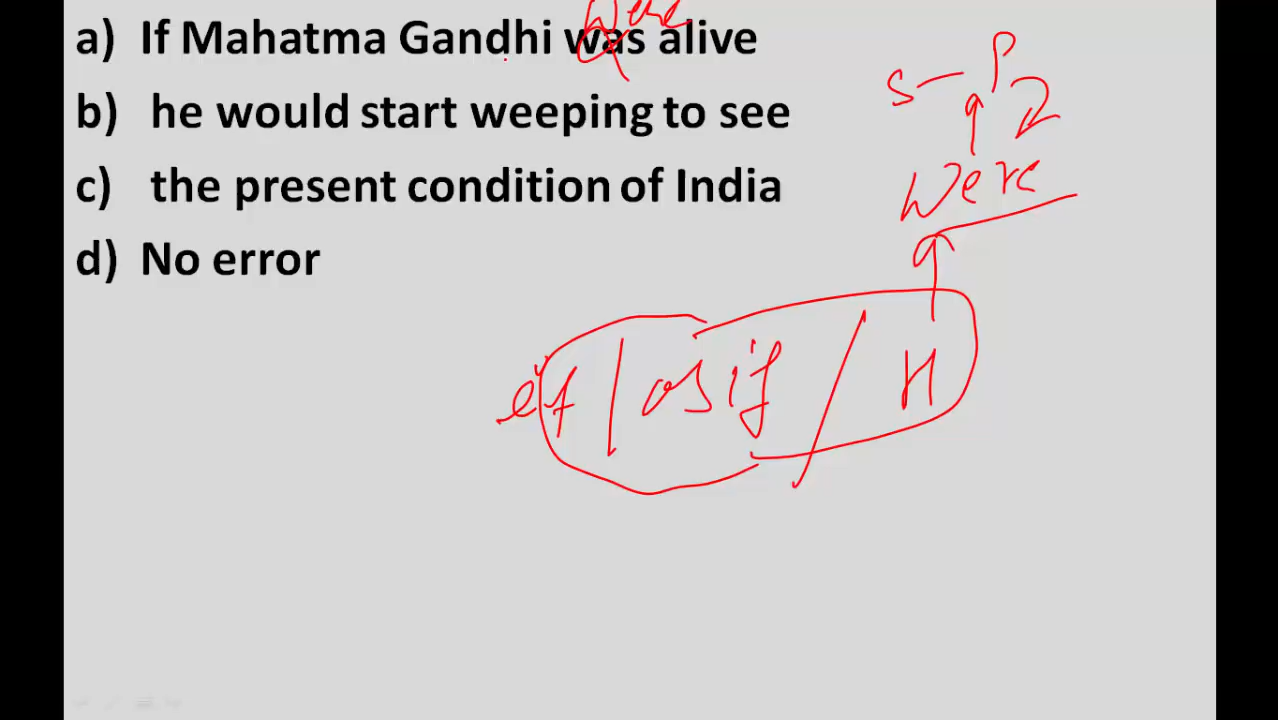 were
a) If Mahatma Gandhi was alive
b) he would start weeping to see
c) the present condition of India
d) No error
S - P
were
if / as if / H